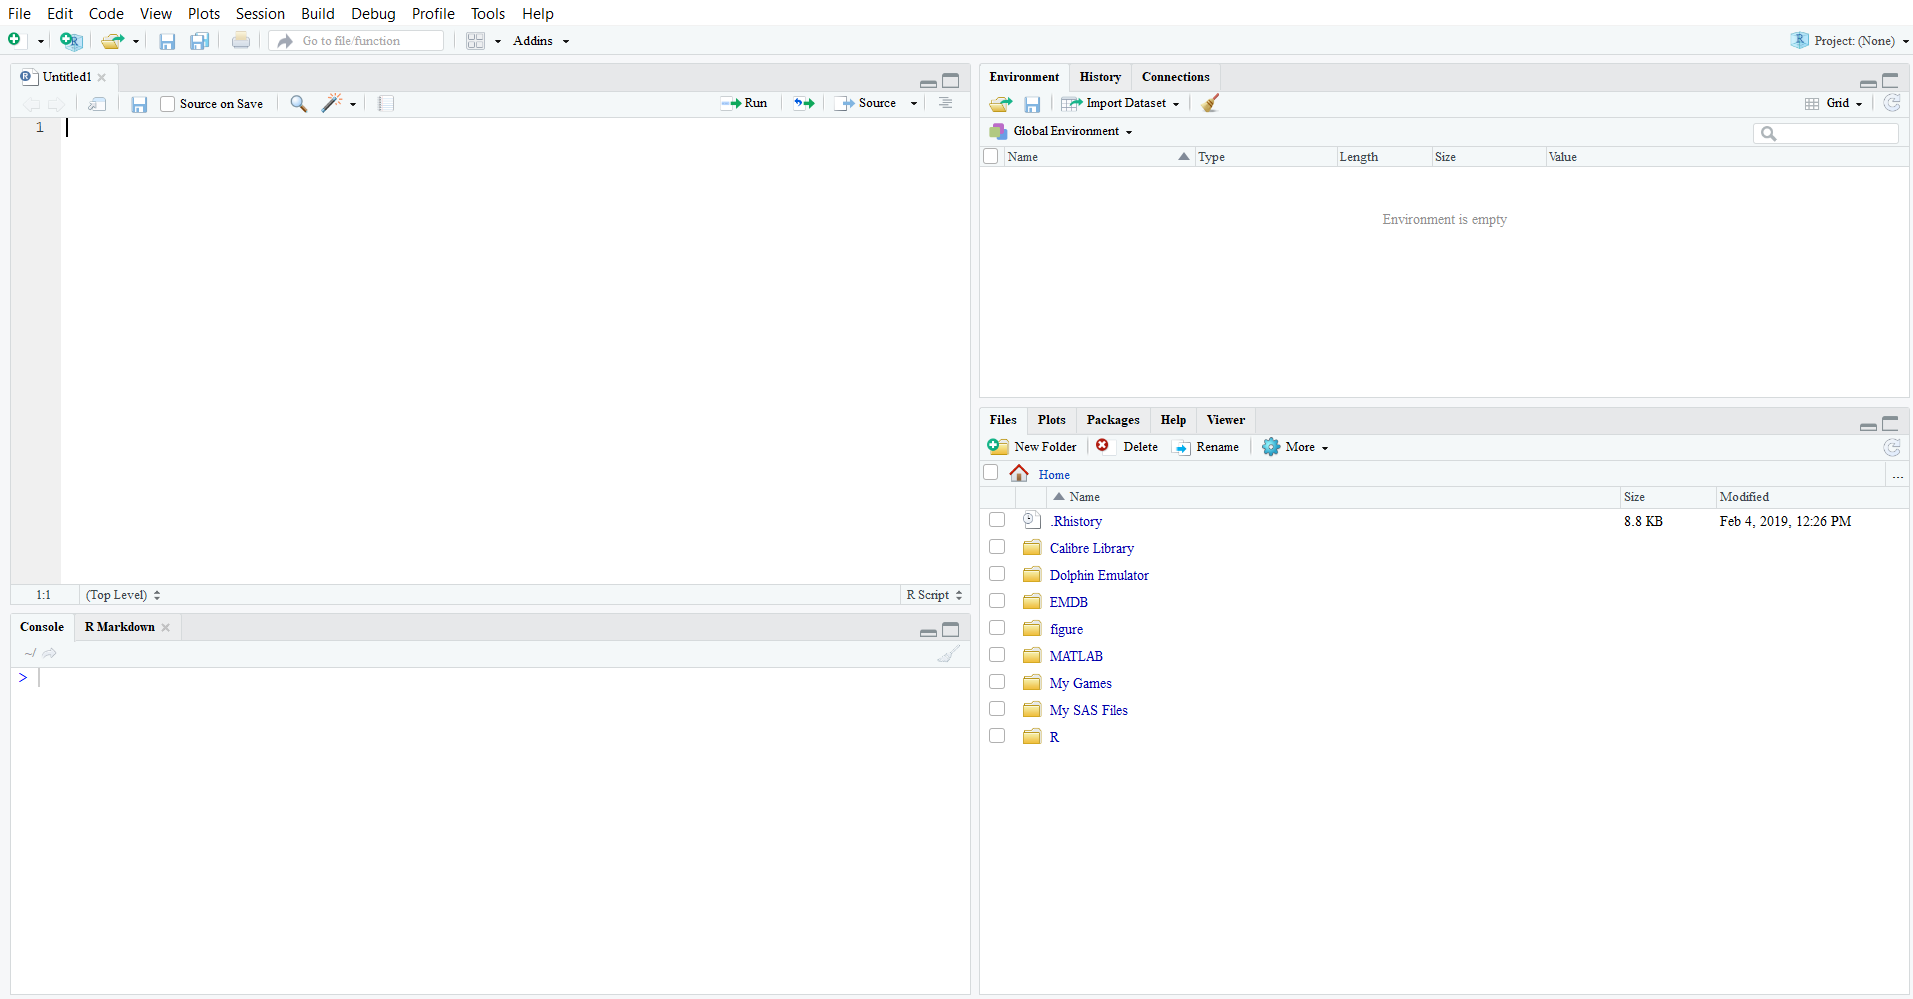 File Edit Code View Plots Session Build Debug Profile Tools Help
Go to file/function Addins Project: (None)
Untitled1
Source on Save Run Source
1
1:1 (Top Level) R Script
Console R Markdown
~/
>
Environment History Connections
Import Dataset Grid
Global Environment
Name Type Length Size Value
Environment is empty
Files Plots Packages Help Viewer
New Folder Delete Rename More
Home ...
Name Size Modified
.Rhistory 8.8 KB Feb 4, 2019, 12:26 PM
Calibre Library
Dolphin Emulator
EMDB
figure
MATLAB
My Games
My SAS Files
R